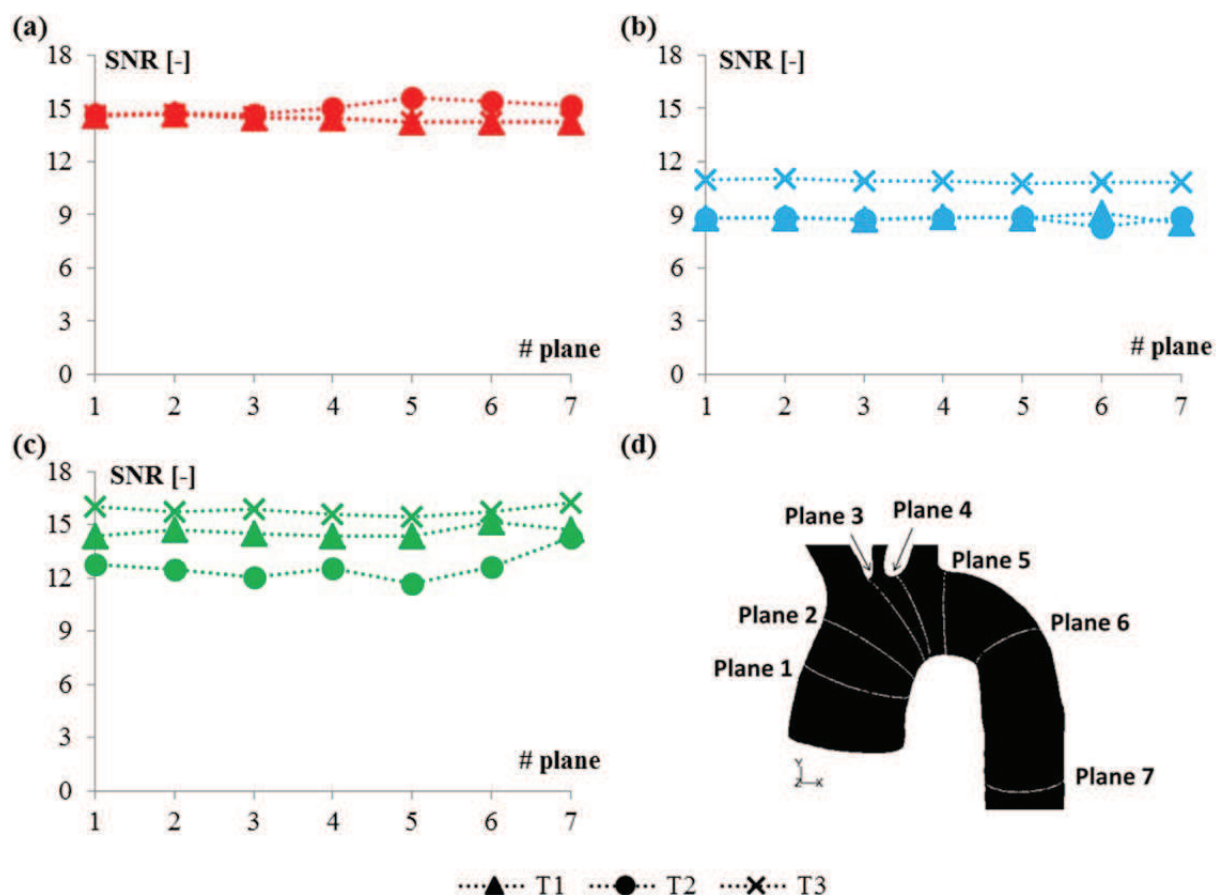 (a)
SNR [-]
18
15
12
9
6
3
0
# plane
1 2 3 4 5 6 7
(b)
SNR [-]
18
15
12
9
6
3
0
# plane
1 2 3 4 5 6 7
(c)
SNR [-]
18
15
12
9
6
3
0
# plane
1 2 3 4 5 6 7
(d)
Plane 3
Plane 4
Plane 5
Plane 2
Plane 6
Plane 1
Y
Z X
Plane 7
T1 T2 T3